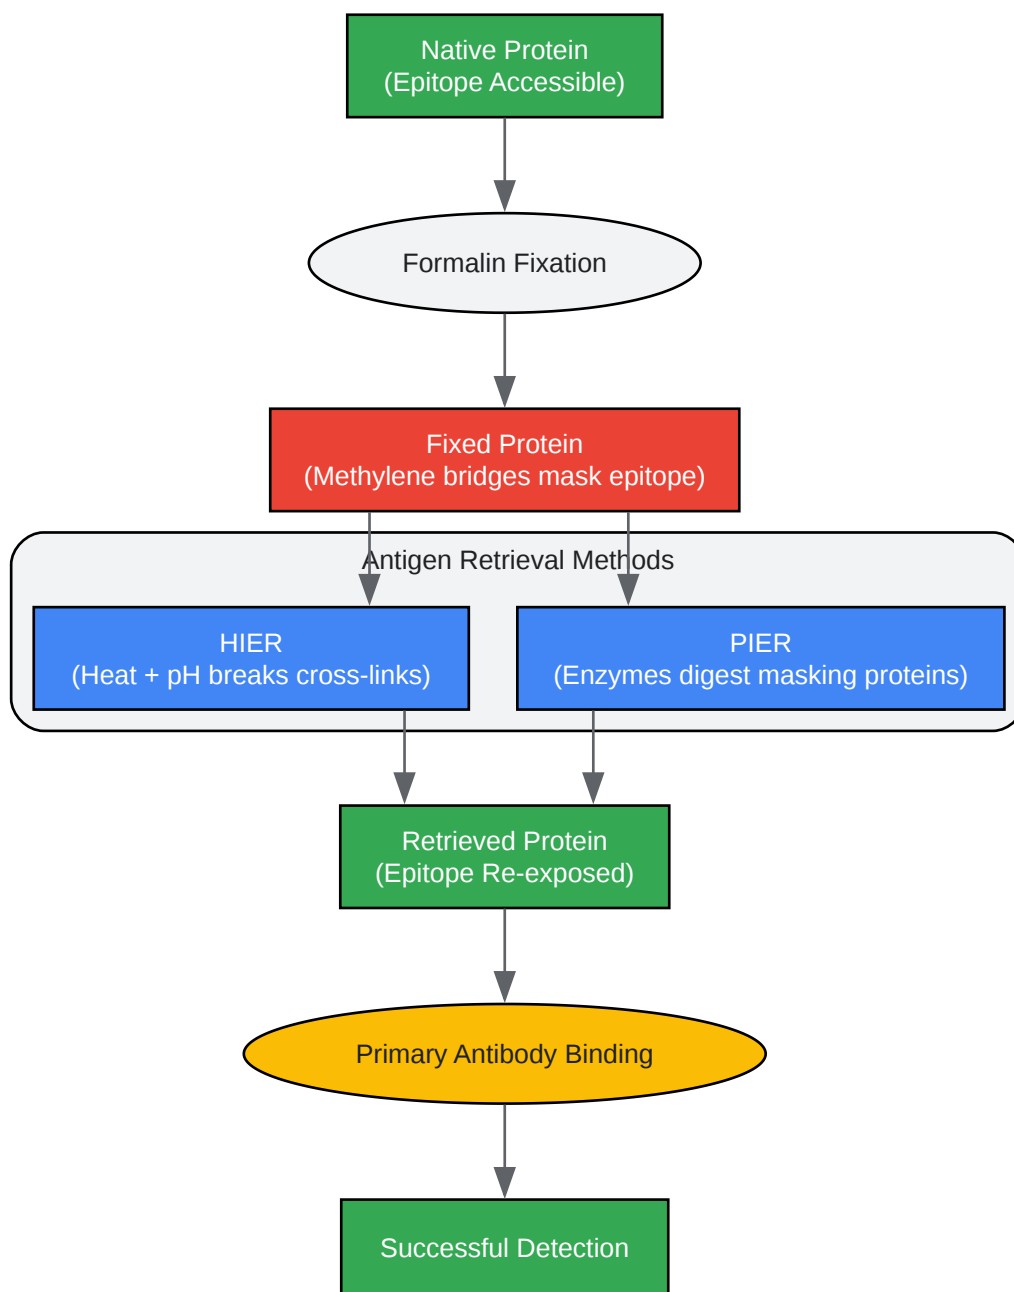 Native Protein
(Epitope Accessible)
Formalin Fixation
Fixed Protein
(Methylene bridges mask epitope)
Antigen Retrieval Methods
HIER
(Heat + pH breaks cross-links)
PIER
(Enzymes digest masking proteins)
Retrieved Protein
(Epitope Re-exposed)
Primary Antibody Binding
Successful Detection